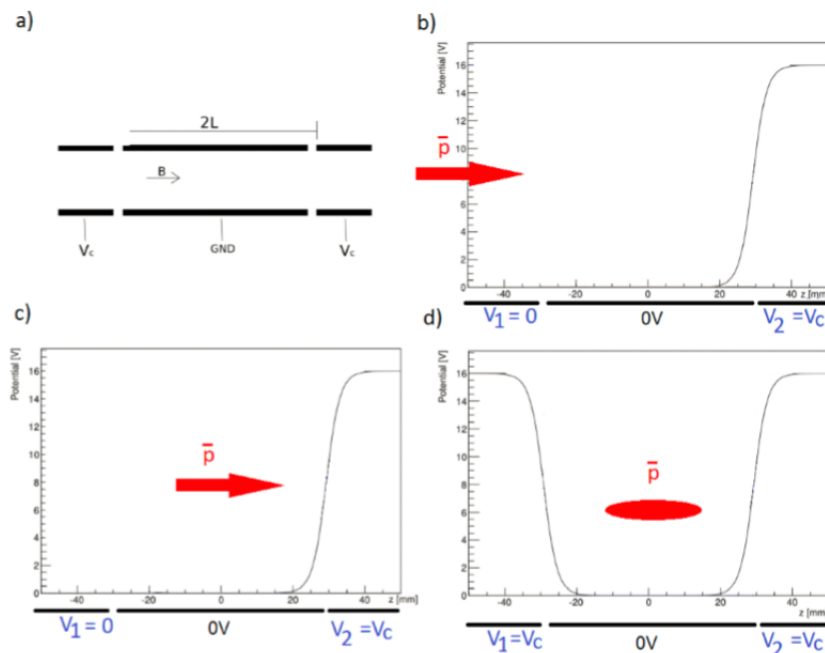 a)
2L
B
Vc
GND
Vc
b)
Potential [V]
16
14
12
10
8
6
4
2
0
p̄
-40
-20
0
20
40
z [mm
V1 = 0
0V
V2 =Vc
c)
Potential [V]
16
14
12
10
8
6
4
2
0
p̄
-40
-20
0
20
40
z [mm]
V1 = 0
0V
V2 =Vc
d)
Potential [V]
16
14
12
10
8
6
4
2
0
p̄
-40
-20
0
20
40
z [mm
V1=Vc
0V
V2 =Vc